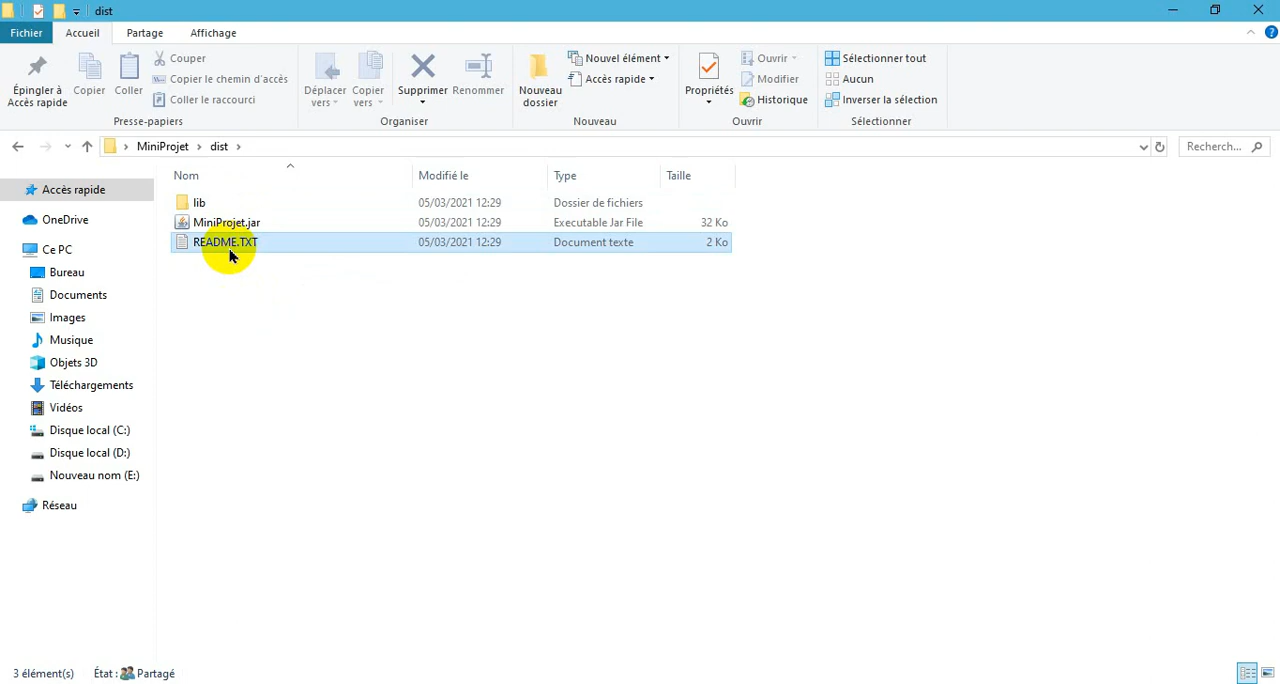 dist
Fichier Accueil Partage Affichage
Épingler à
Accès rapide
Copier
Coller
Couper
Copier le chemin d'accès
Coller le raccourci
Presse-papiers
Déplacer
vers
Copier
vers
Supprimer
Renommer
Organiser
Nouveau
dossier
Nouvel élément
Accès rapide
Nouveau
Propriétés
Ouvrir
Modifier
Historique
Ouvrir
Sélectionner tout
Aucun
Inverser la sélection
Sélectionner
MiniProjet > dist >
Recherch...
Nom Modifié le Type Taille
lib 05/03/2021 12:29 Dossier de fichiers
MiniProjet.jar 05/03/2021 12:29 Executable Jar File 32 Ko
README.TXT 05/03/2021 12:29 Document texte 2 Ko
Accès rapide
OneDrive
Ce PC
Bureau
Documents
Images
Musique
Objets 3D
Téléchargements
Vidéos
Disque local (C:)
Disque local (D:)
Nouveau nom (E:)
Réseau
3 élément(s) État : Partagé